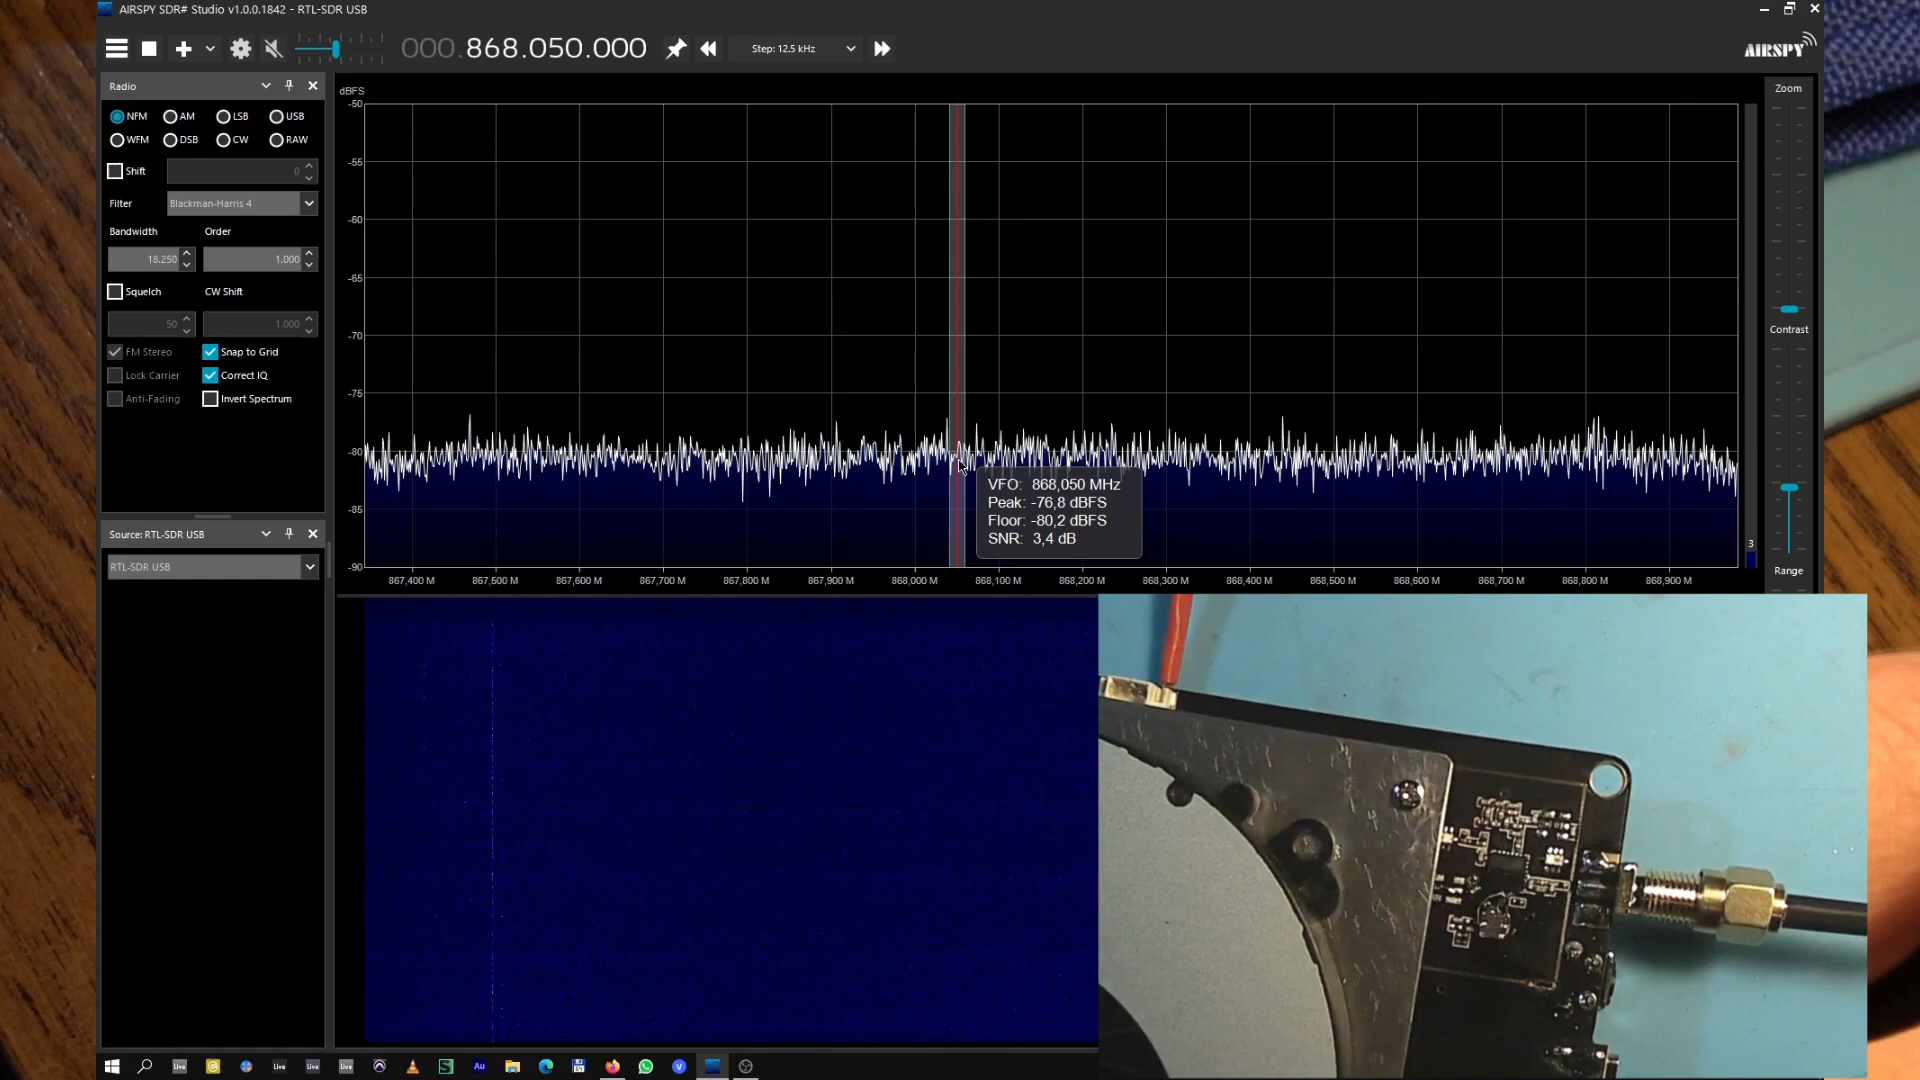 AIRSPY SDR# Studio v1.0.0.1842 - RTL-SDR USB
000.868.050.000
Step: 12.5 kHz
AIRSPY
Radio
NFM AM LSB USB
WFM DSB CW RAW
Shift 0
Filter Blackman-Harris 4
Bandwidth Order
18.250 1.000
Squelch CW Shift
50 1.000
FM Stereo Snap to Grid
Lock Carrier Correct IQ
Anti-Fading Invert Spectrum
Source: RTL-SDR USB
RTL-SDR USB
dBFS
-50
-55
-60
-65
-70
-75
-80
-85
-90
867,400 M 867,500 M 867,600 M 867,700 M 867,800 M 867,900 M 868,000 M 868,100 M 868,200 M 868,300 M 868,400 M 868,500 M 868,600 M 868,700 M 868,800 M 868,900 M
VFO: 868,050 MHz
Peak: -76,8 dBFS
Floor: -80,2 dBFS
SNR: 3,4 dB
3
Zoom
Contrast
Range
Live Live Live Live Au